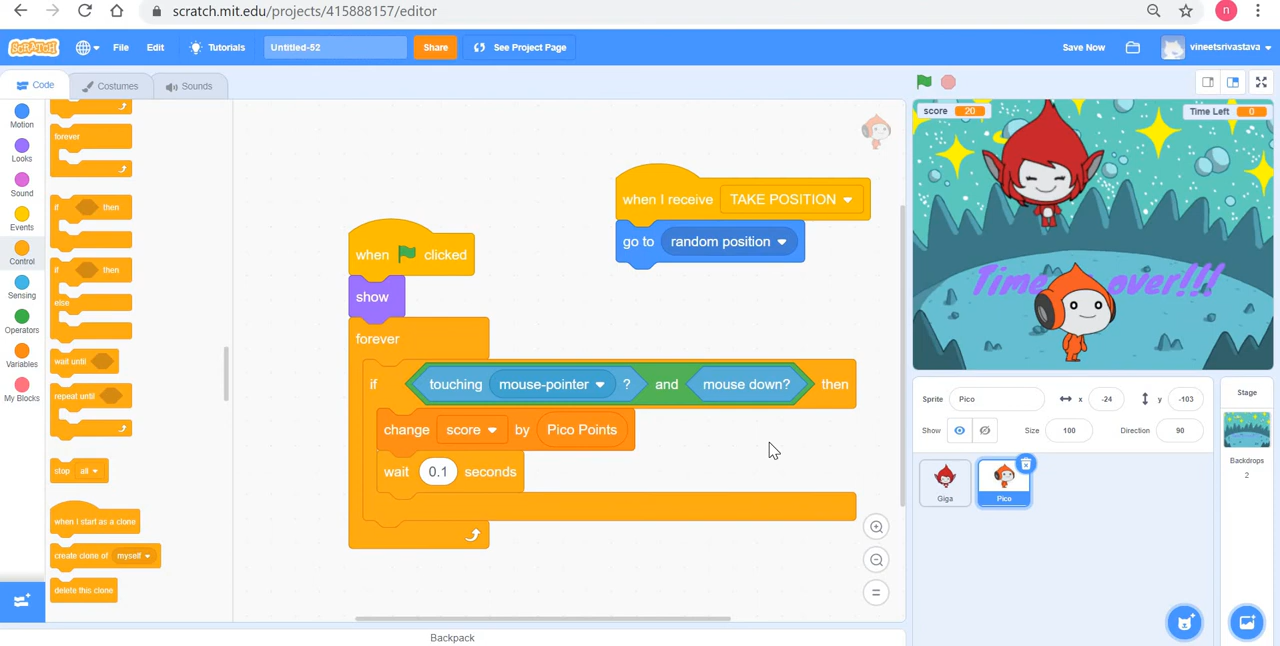 scratch.mit.edu/projects/415888157/editor
n
SCRATCH
File
Edit
Tutorials
Untitled-52
Share
See Project Page
Save Now
vineetsrivastava
Code
Costumes
Sounds
Motion
Looks
Sound
Events
Control
Sensing
Operators
Variables
My Blocks
forever
if then
if then
else
wait until
repeat until
stop all
when I start as a clone
create clone of myself
delete this clone
when clicked
show
forever
if touching mouse-pointer ? and mouse down? then
change score by Pico Points
wait 0.1 seconds
when I receive TAKE POSITION
go to random position
score 20
Time Left 0
Time over!!!
Sprite Pico x -24 y -103
Show Size 100 Direction 90
Giga
Pico
Stage
Backdrops
2
Backpack